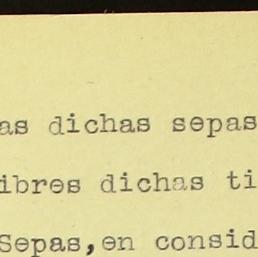 as dichas sepas
ibres dichas ti
Sepas,en consid